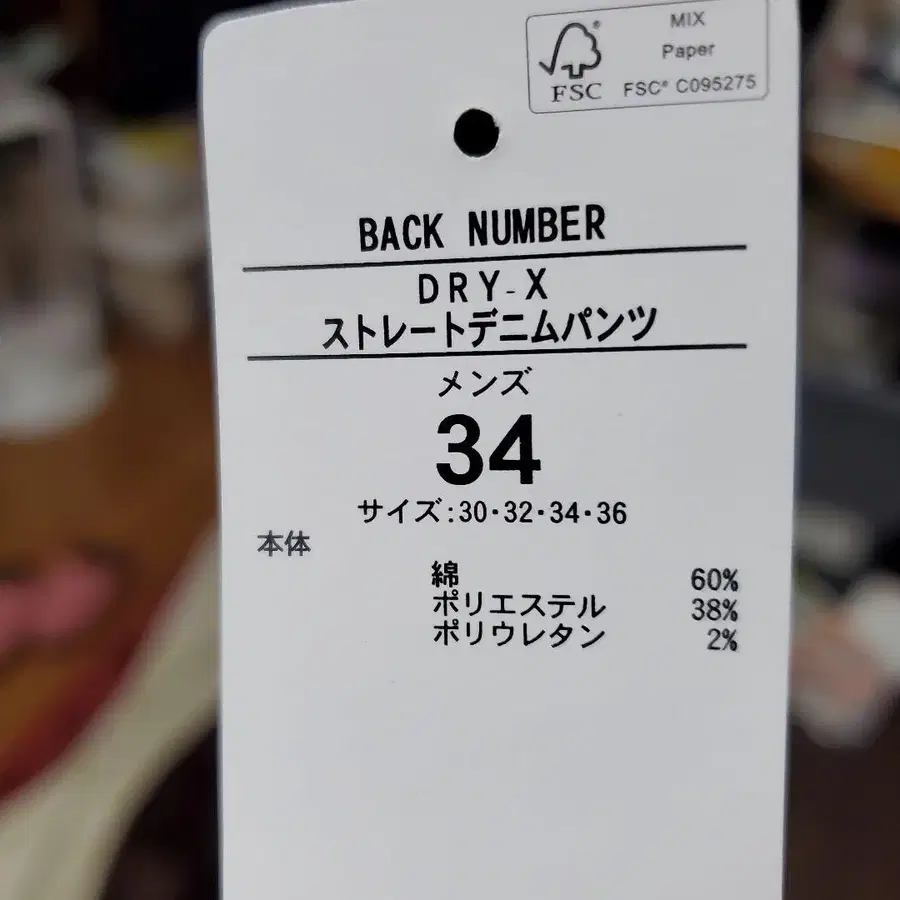 MIX
Paper
FSC® C095275
FSC
BACK NUMBER
DRY-X
ストレートデニムパンツ
メンズ
34
サイズ:30・32・34・36
本体
綿 60%
ポリエステル 38%
ポリウレタン 2%